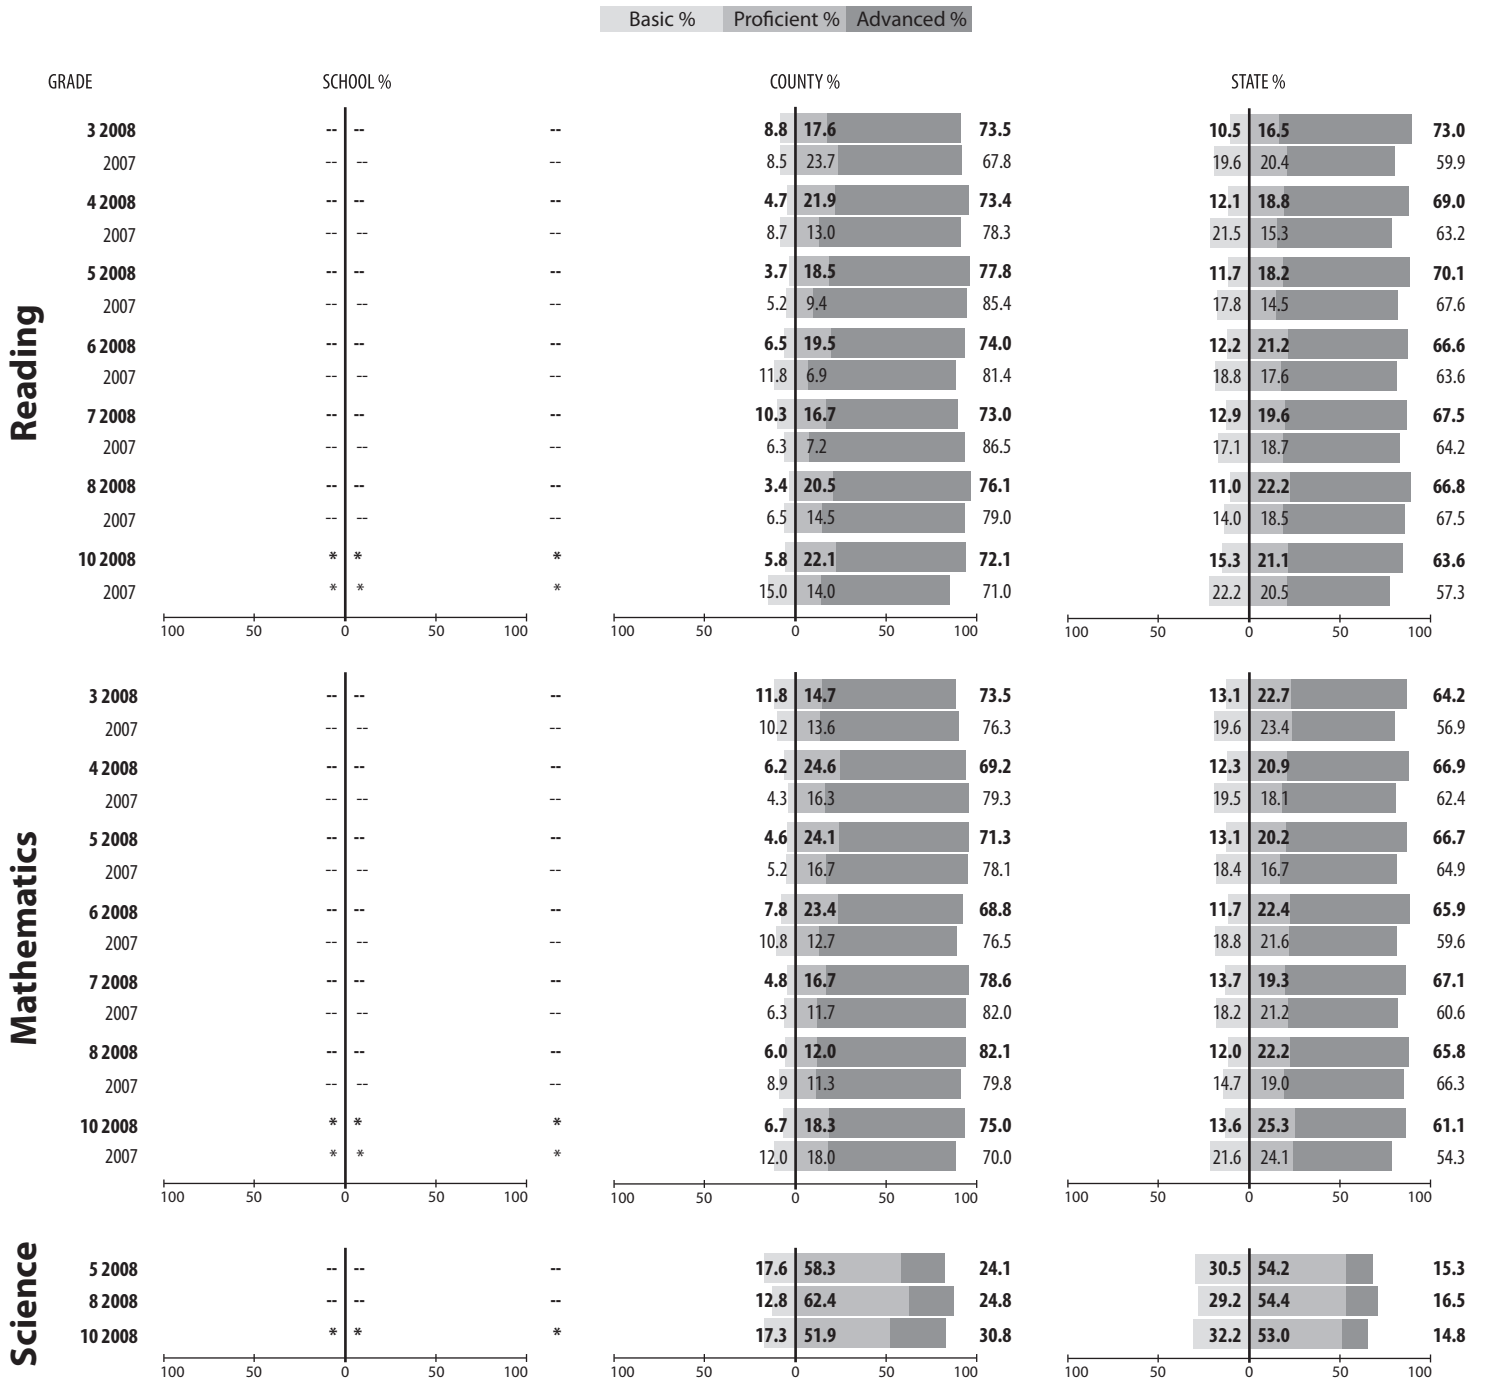 Basic % Proficient % Advanced %
GRADE SCHOOL % COUNTY % STATE %
Reading
3 2008 -- -- -- 8.8 17.6 73.5 10.5 16.5 73.0
2007 -- -- -- 8.5 23.7 67.8 19.6 20.4 59.9
4 2008 -- -- -- 4.7 21.9 73.4 12.1 18.8 69.0
2007 -- -- -- 8.7 13.0 78.3 21.5 15.3 63.2
5 2008 -- -- -- 3.7 18.5 77.8 11.7 18.2 70.1
2007 -- -- -- 5.2 9.4 85.4 17.8 14.5 67.6
6 2008 -- -- -- 6.5 19.5 74.0 12.2 21.2 66.6
2007 -- -- -- 11.8 6.9 81.4 18.8 17.6 63.6
7 2008 -- -- -- 10.3 16.7 73.0 12.9 19.6 67.5
2007 -- -- -- 6.3 7.2 86.5 17.1 18.7 64.2
8 2008 -- -- -- 3.4 20.5 76.1 11.0 22.2 66.8
2007 -- -- -- 6.5 14.5 79.0 14.0 18.5 67.5
10 2008 * * * 5.8 22.1 72.1 15.3 21.1 63.6
2007 * * * 15.0 14.0 71.0 22.2 20.5 57.3
100 50 0 50 100 100 50 0 50 100 100 50 0 50 100
Mathematics
3 2008 -- -- -- 11.8 14.7 73.5 13.1 22.7 64.2
2007 -- -- -- 10.2 13.6 76.3 19.6 23.4 56.9
4 2008 -- -- -- 6.2 24.6 69.2 12.3 20.9 66.9
2007 -- -- -- 4.3 16.3 79.3 19.5 18.1 62.4
5 2008 -- -- -- 4.6 24.1 71.3 13.1 20.2 66.7
2007 -- -- -- 5.2 16.7 78.1 18.4 16.7 64.9
6 2008 -- -- -- 7.8 23.4 68.8 11.7 22.4 65.9
2007 -- -- -- 10.8 12.7 76.5 18.8 21.6 59.6
7 2008 -- -- -- 4.8 16.7 78.6 13.7 19.3 67.1
2007 -- -- -- 6.3 11.7 82.0 18.2 21.2 60.6
8 2008 -- -- -- 6.0 12.0 82.1 12.0 22.2 65.8
2007 -- -- -- 8.9 11.3 79.8 14.7 19.0 66.3
10 2008 * * * 6.7 18.3 75.0 13.6 25.3 61.1
2007 * * * 12.0 18.0 70.0 21.6 24.1 54.3
100 50 0 50 100 100 50 0 50 100 100 50 0 50 100
Science
5 2008 -- -- -- 17.6 58.3 24.1 30.5 54.2 15.3
8 2008 -- -- -- 12.8 62.4 24.8 29.2 54.4 16.5
10 2008 * * * 17.3 51.9 30.8 32.2 53.0 14.8
100 50 0 50 100 100 50 0 50 100 100 50 0 50 100